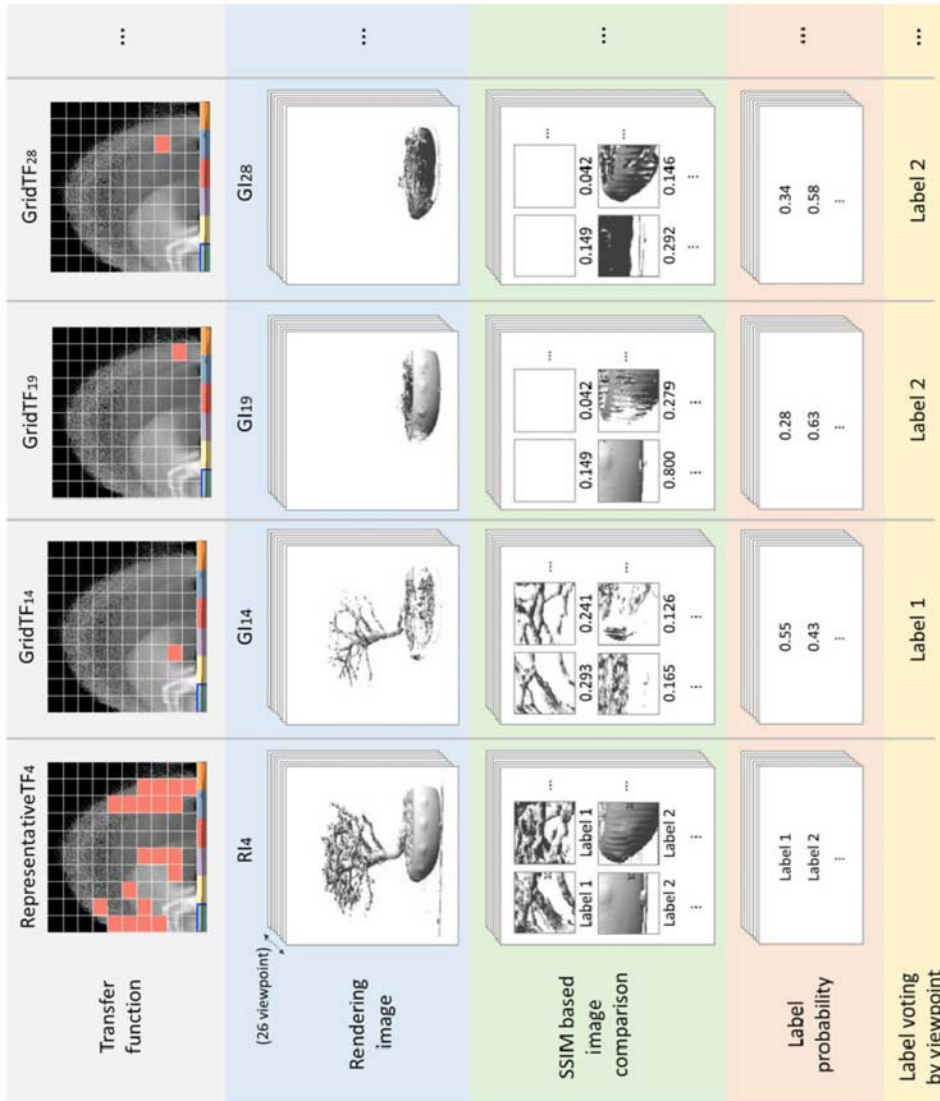 Transfer
function
RepresentativeTF4
GridTF14
GridTF19
GridTF28
...
(26 viewpoint)
Rendering
image
RI4
GI14
GI19
GI28
...
SSIM based
image
comparison
Label 1
Label 1
...
Label 2
Label 2
...
⋮
⋮
0.293
0.241
...
0.165
0.126
...
⋮
⋮
0.149
0.042
...
0.800
0.279
...
⋮
⋮
0.149
0.042
...
0.292
0.146
...
⋮
⋮
...
Label
probability
Label 1
Label 2
⋮
0.55
0.43
⋮
0.28
0.63
⋮
0.34
0.58
⋮
...
Label voting
by viewpoint
Label 1
Label 2
Label 2
...